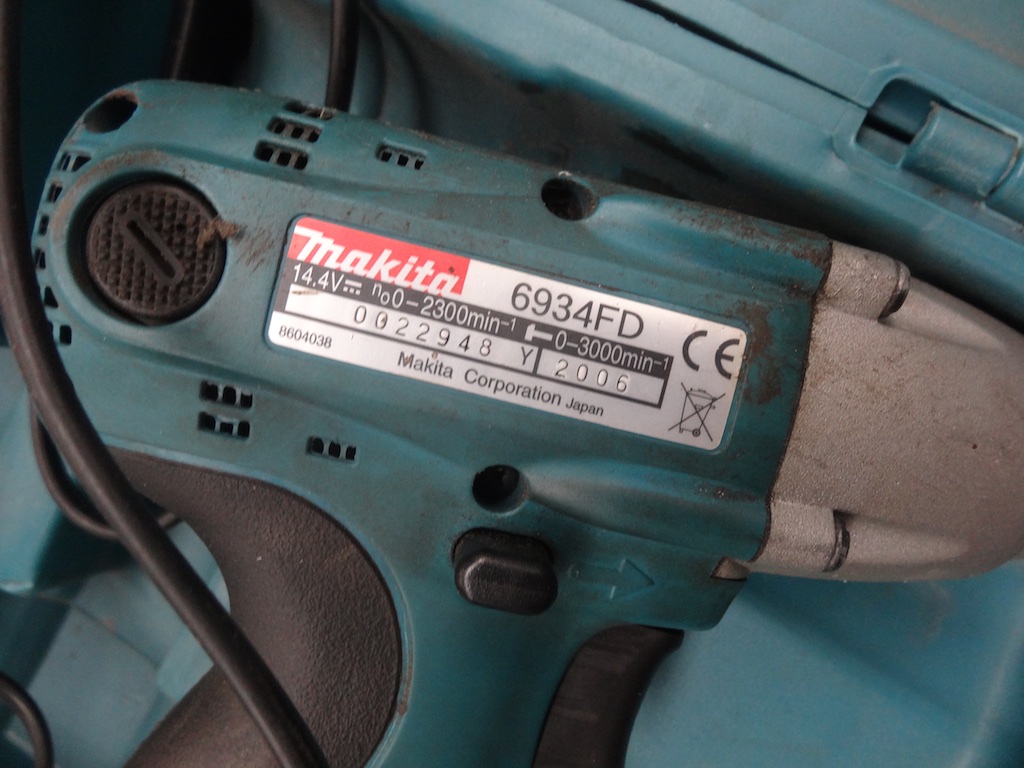 makita
6934FD
14.4V n₀0-2300min⁻¹ 0-3000min⁻¹
0022948 Y 2006
8604038
Makita Corporation Japan
CE